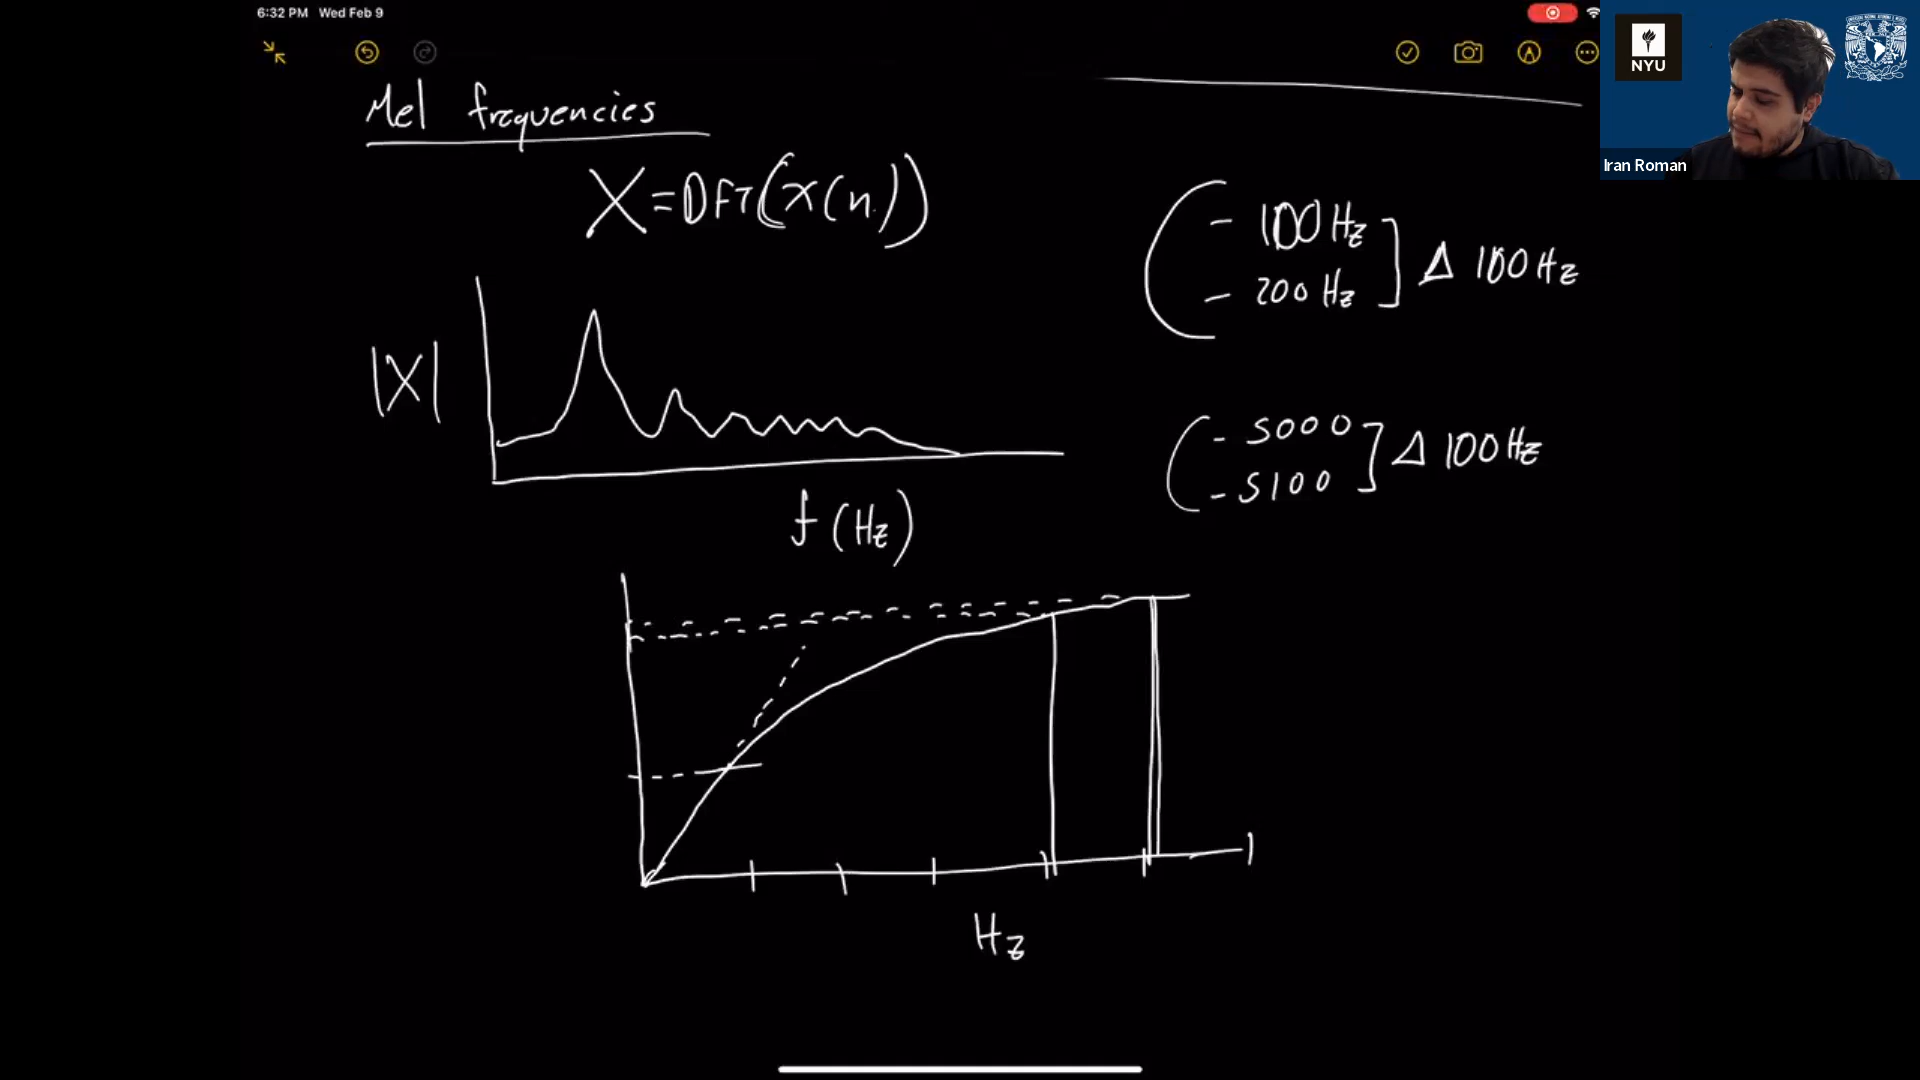 6:32 PM Wed Feb 9
NYU
Iran Roman
Mel frequencies
X = DFT(x(n))
- 100 Hz
- 200 Hz
Δ 100 Hz
|X|
f (Hz)
- 5000
- 5100
Δ 100 Hz
Hz